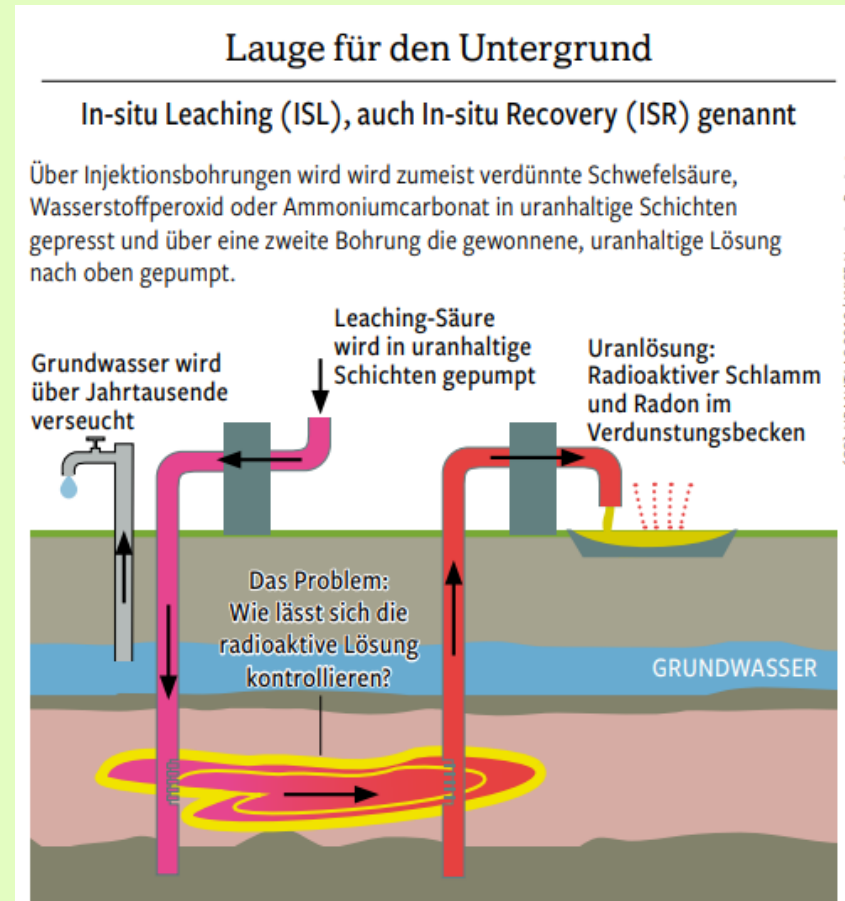 Lauge für den Untergrund
In-situ Leaching (ISL), auch In-situ Recovery (ISR) genannt
Über Injektionsbohrungen wird wird zumeist verdünnte Schwefelsäure,
Wasserstoffperoxid oder Ammoniumcarbonat in uranhaltige Schichten
gepresst und über eine zweite Bohrung die gewonnene, uranhaltige Lösung
nach oben gepumpt.
Grundwasser wird
über Jahrtausende
verseucht
Leaching-Säure
wird in uranhaltige
Schichten gepumpt
Uranlösung:
Radioaktiver Schlamm
und Radon im
Verdunstungsbecken
Das Problem:
Wie lässt sich die
radioaktive Lösung
kontrollieren?
GRUNDWASSER